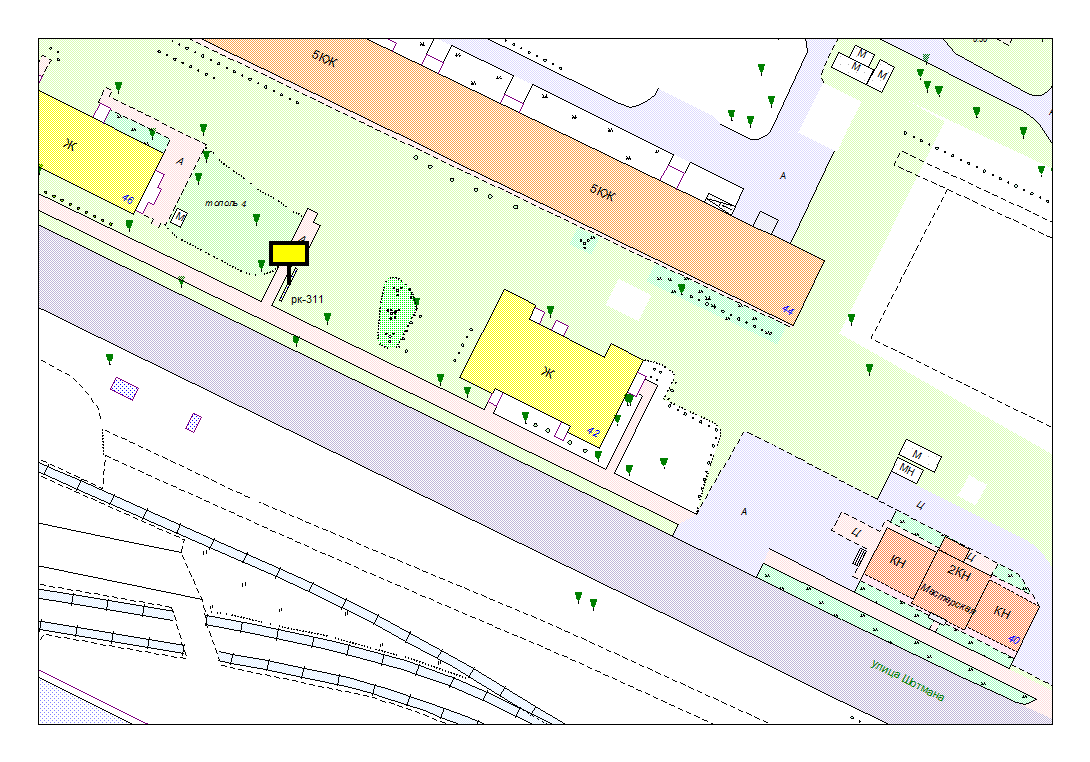 5КЖ
М
М
М
Ж
А
А
46
тополь 4
М
5КЖ
А
рк-311
44
Ж
42
М
МН
А
Ц
Ц
КН
Ц
2КН
Мастерская
КН
40
улица Шотмана